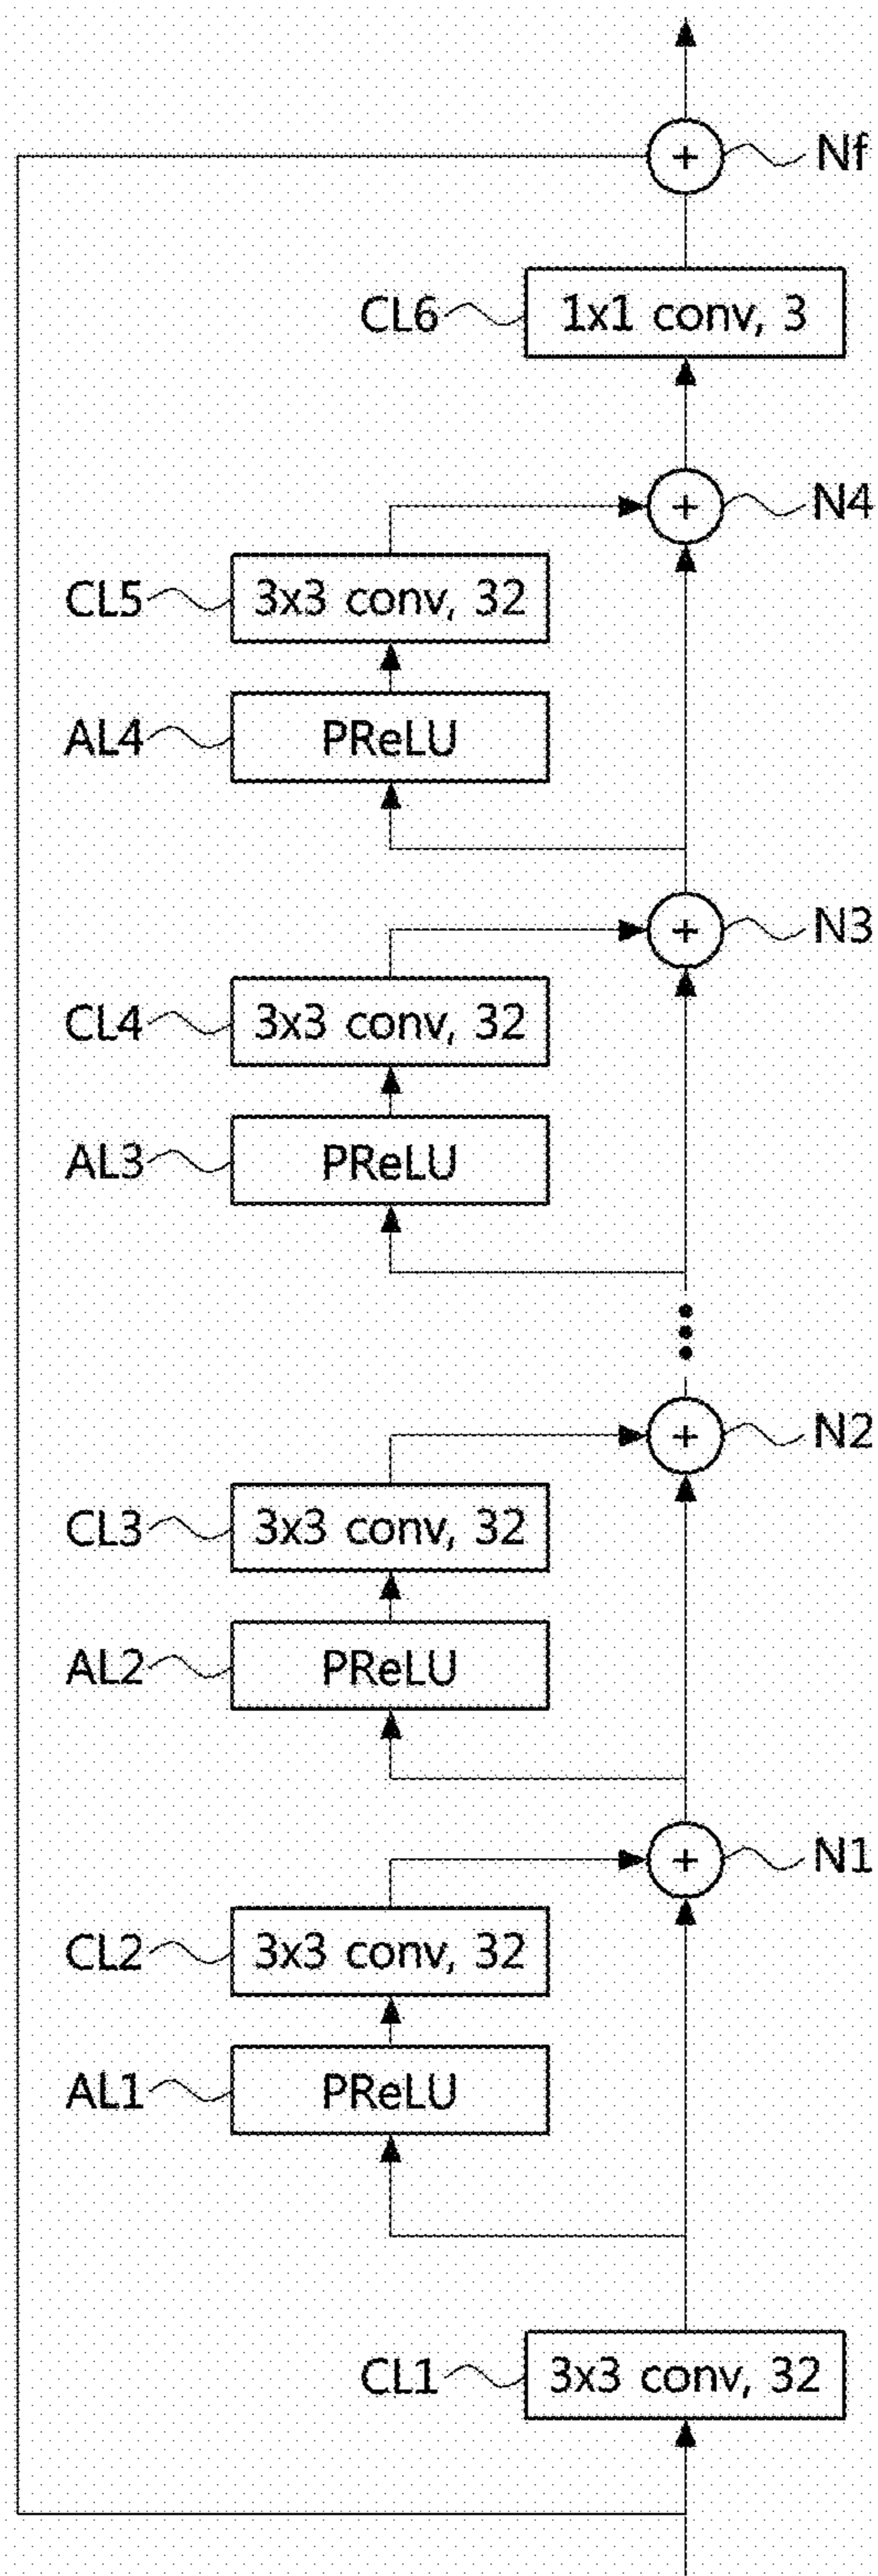 + Nf
CL6 1x1 conv, 3
+ N4
CL5 3x3 conv, 32
AL4 PReLU
+ N3
CL4 3x3 conv, 32
AL3 PReLU
+ N2
CL3 3x3 conv, 32
AL2 PReLU
+ N1
CL2 3x3 conv, 32
AL1 PReLU
CL1 3x3 conv, 32